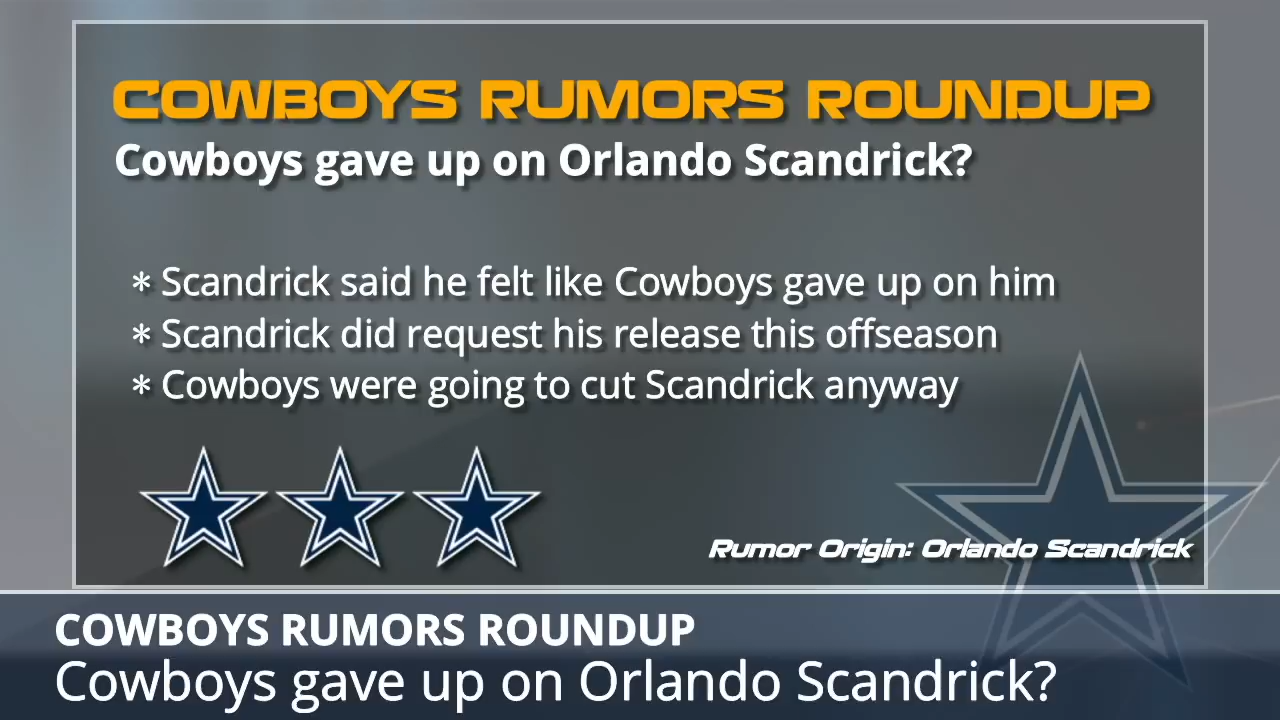 COWBOYS RUMORS ROUNDUP
Cowboys gave up on Orlando Scandrick?
* Scandrick said he felt like Cowboys gave up on him
* Scandrick did request his release this offseason
* Cowboys were going to cut Scandrick anyway
Rumor Origin: Orlando Scandrick
COWBOYS RUMORS ROUNDUP
Cowboys gave up on Orlando Scandrick?